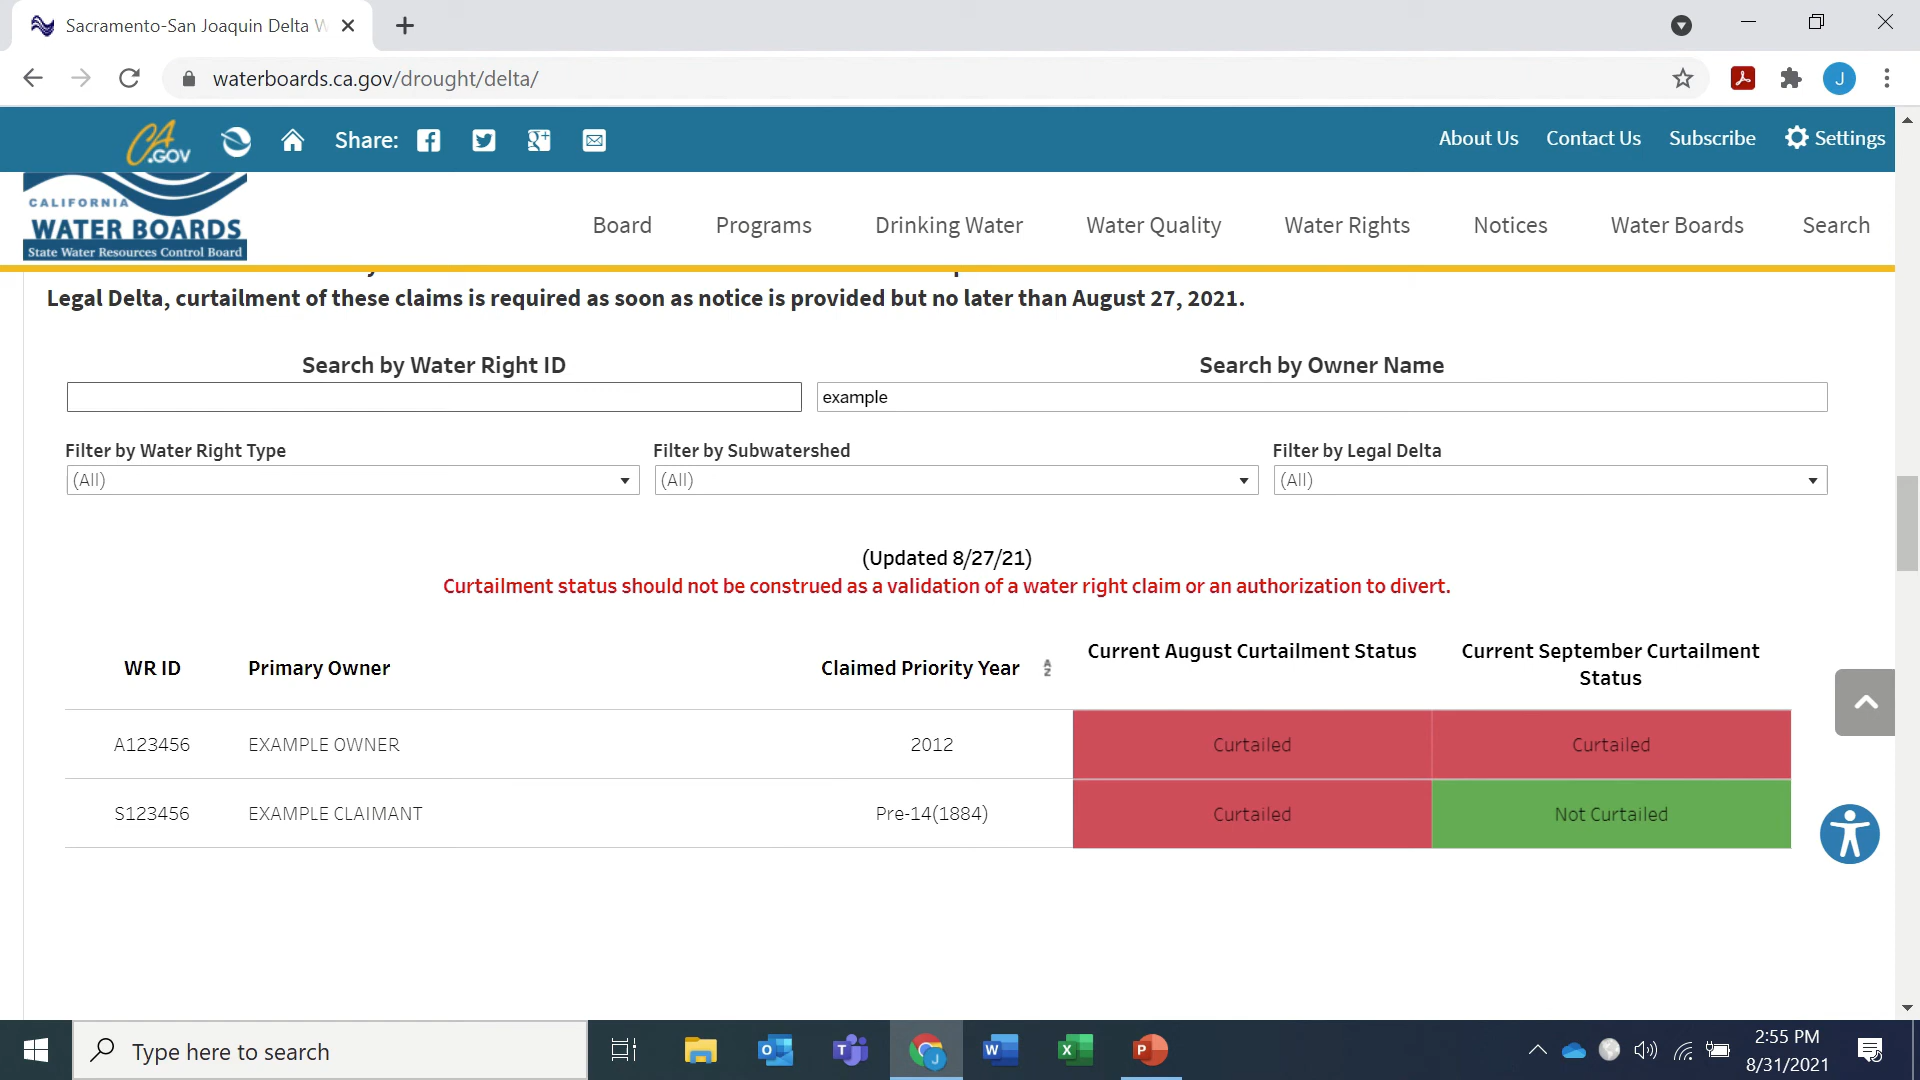 Sacramento-San Joaquin Delta W
waterboards.ca.gov/drought/delta/
J
CA.GOV
Share:
About Us
Contact Us
Subscribe
Settings
CALIFORNIA
WATER BOARDS
State Water Resources Control Board
Board
Programs
Drinking Water
Water Quality
Water Rights
Notices
Water Boards
Search
Legal Delta, curtailment of these claims is required as soon as notice is provided but no later than August 27, 2021.
Search by Water Right ID
Search by Owner Name
example
Filter by Water Right Type
Filter by Subwatershed
Filter by Legal Delta
(All)
(All)
(All)
(Updated 8/27/21)
Curtailment status should not be construed as a validation of a water right claim or an authorization to divert.
WR ID
Primary Owner
Claimed Priority Year
Current August Curtailment Status
Current September Curtailment
Status
A123456
EXAMPLE OWNER
2012
Curtailed
Curtailed
S123456
EXAMPLE CLAIMANT
Pre-14(1884)
Curtailed
Not Curtailed
Type here to search
2:55 PM
8/31/2021